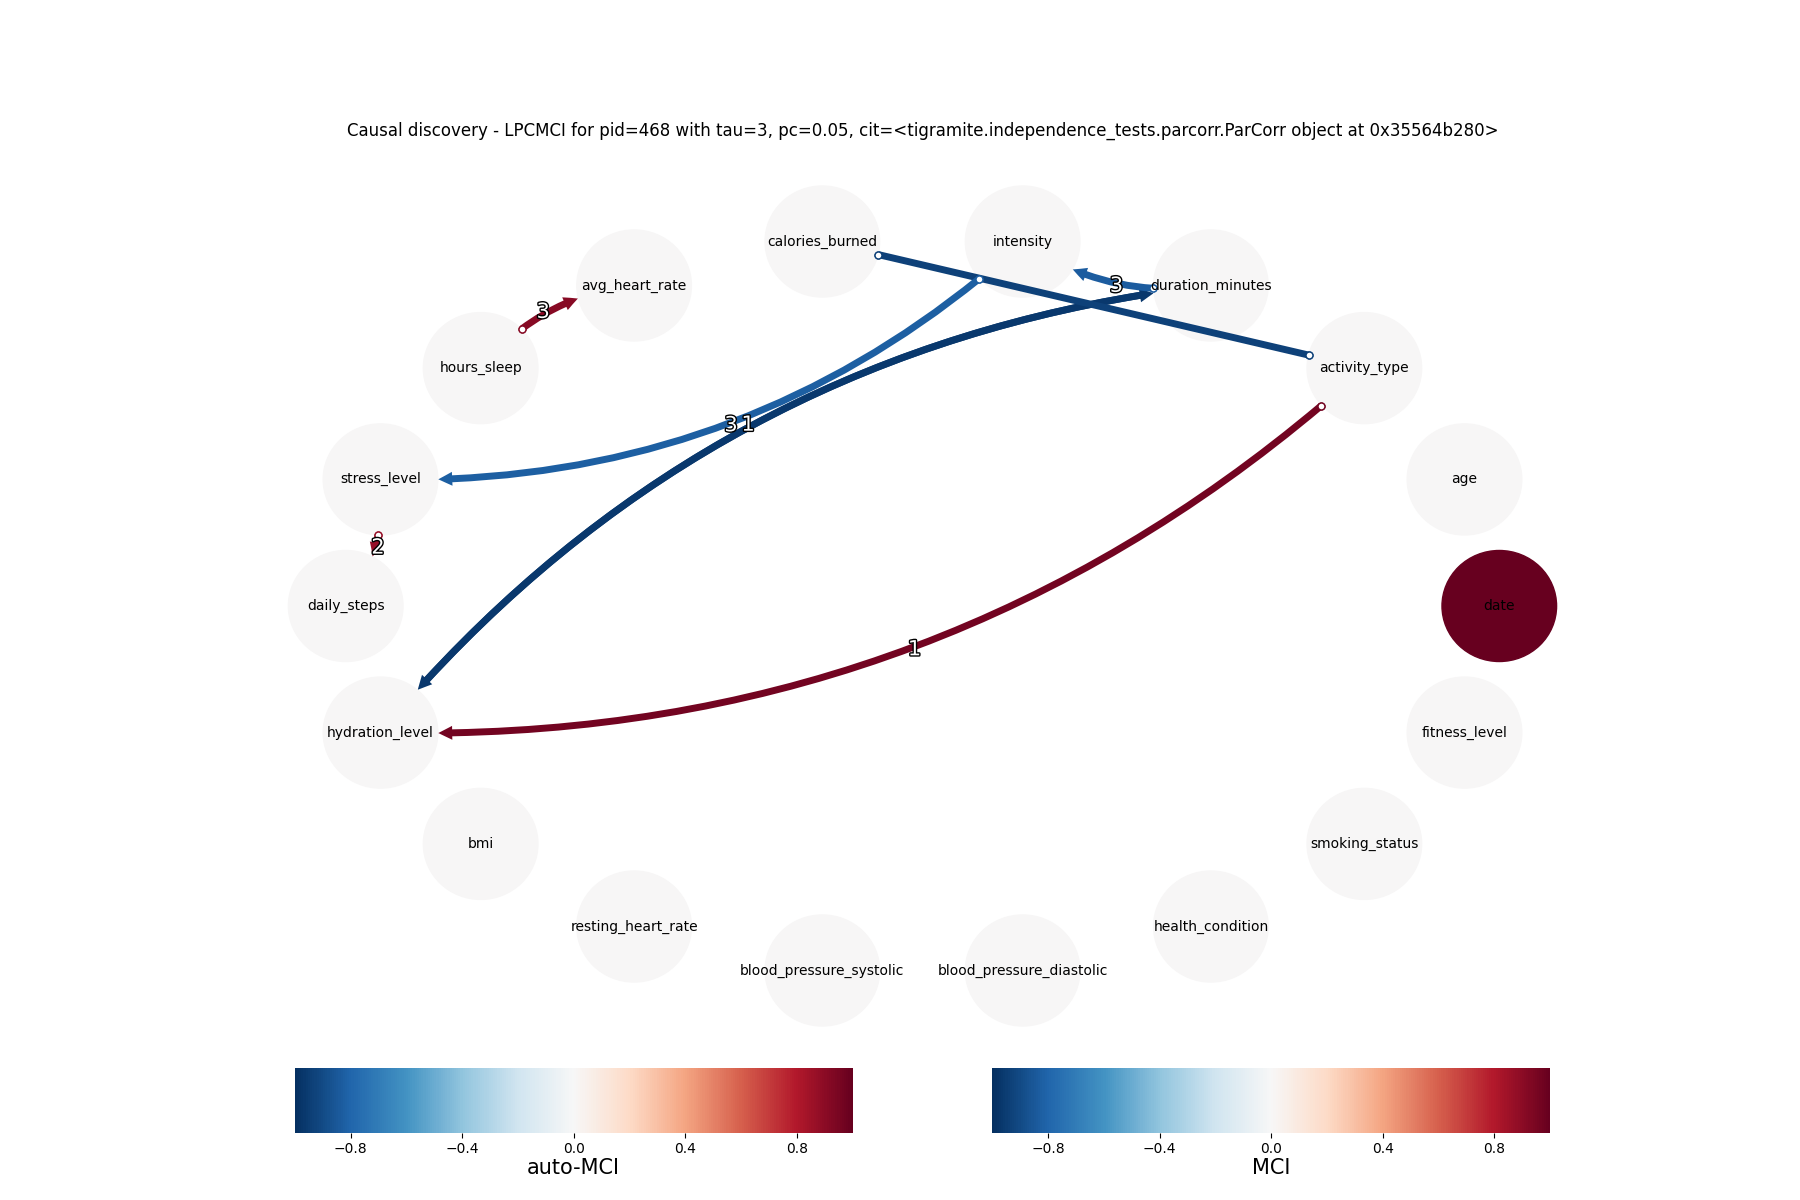 Causal discovery - LPCMCI for pid=468 with tau=3, pc=0.05, cit=<tigramite.independence_tests.parcorr.ParCorr object at 0x35564b280>
calories_burned
intensity
avg_heart_rate
3
duration_minutes
3
hours_sleep
activity_type
3 1
stress_level
age
2
daily_steps
date
1
hydration_level
fitness_level
bmi
smoking_status
resting_heart_rate
health_condition
blood_pressure_systolic
blood_pressure_diastolic
−0.8 −0.4 0.0 0.4 0.8
auto-MCI
−0.8 −0.4 0.0 0.4 0.8
MCI